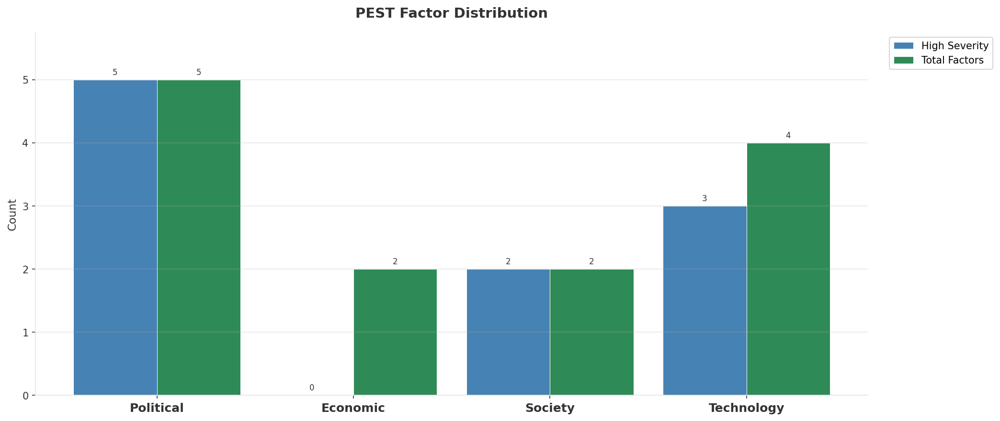 PEST Factor Distribution
High Severity
Total Factors
Count
5
4
3
2
1
0
5
5
0
2
2
2
3
4
Political
Economic
Society
Technology